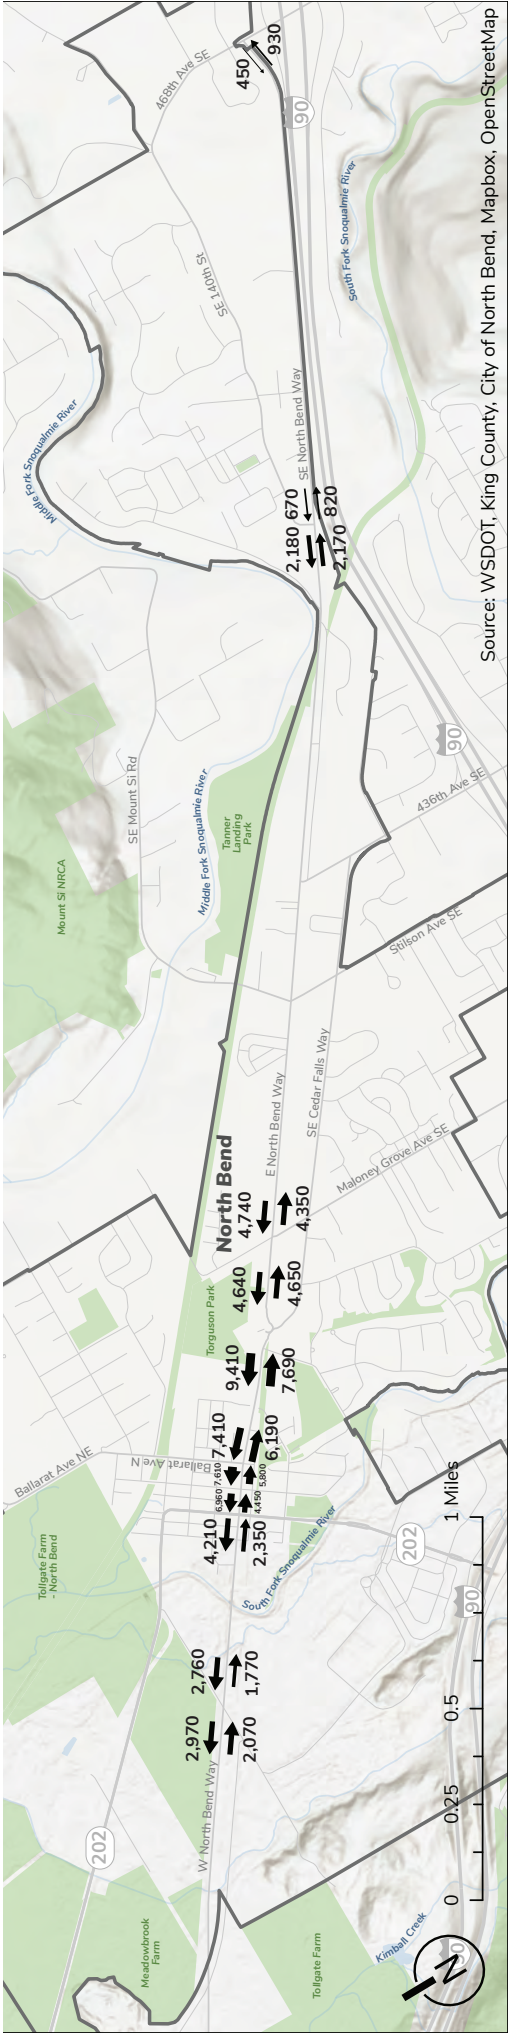 202
Meadowbrook
Farm
W North Bend Way
Tollgate Farm
Kimball Creek
90
N
2,970
2,070
2,760
1,770
Tollgate Farm
- North Bend
South Fork Snoqualmie River
202
90
4,210
2,350
6,960
4,450
7,610
5,800
Ballarat Ave N
Ballarat Ave NE
7,410
6,190
9,410
7,690
Torguson Park
4,640
4,650
4,740
4,350
North Bend
E North Bend Way
SE Cedar Falls Way
Maloney Grove Ave SE
Stilson Ave SE
436th Ave SE
90
Mount Si NRCA
SE Mount Si Rd
Middle Fork Snoqualmie River
Tanner
Landing
Park
Middle Fork Snoqualmie River
2,180
2,170
670
820
SE North Bend Way
SE 140th St
468th Ave SE
South Fork Snoqualmie River
90
450
930
0
0.25
0.5
1 Miles
Source: WSDOT, King County, City of North Bend, Mapbox, OpenStreetMap